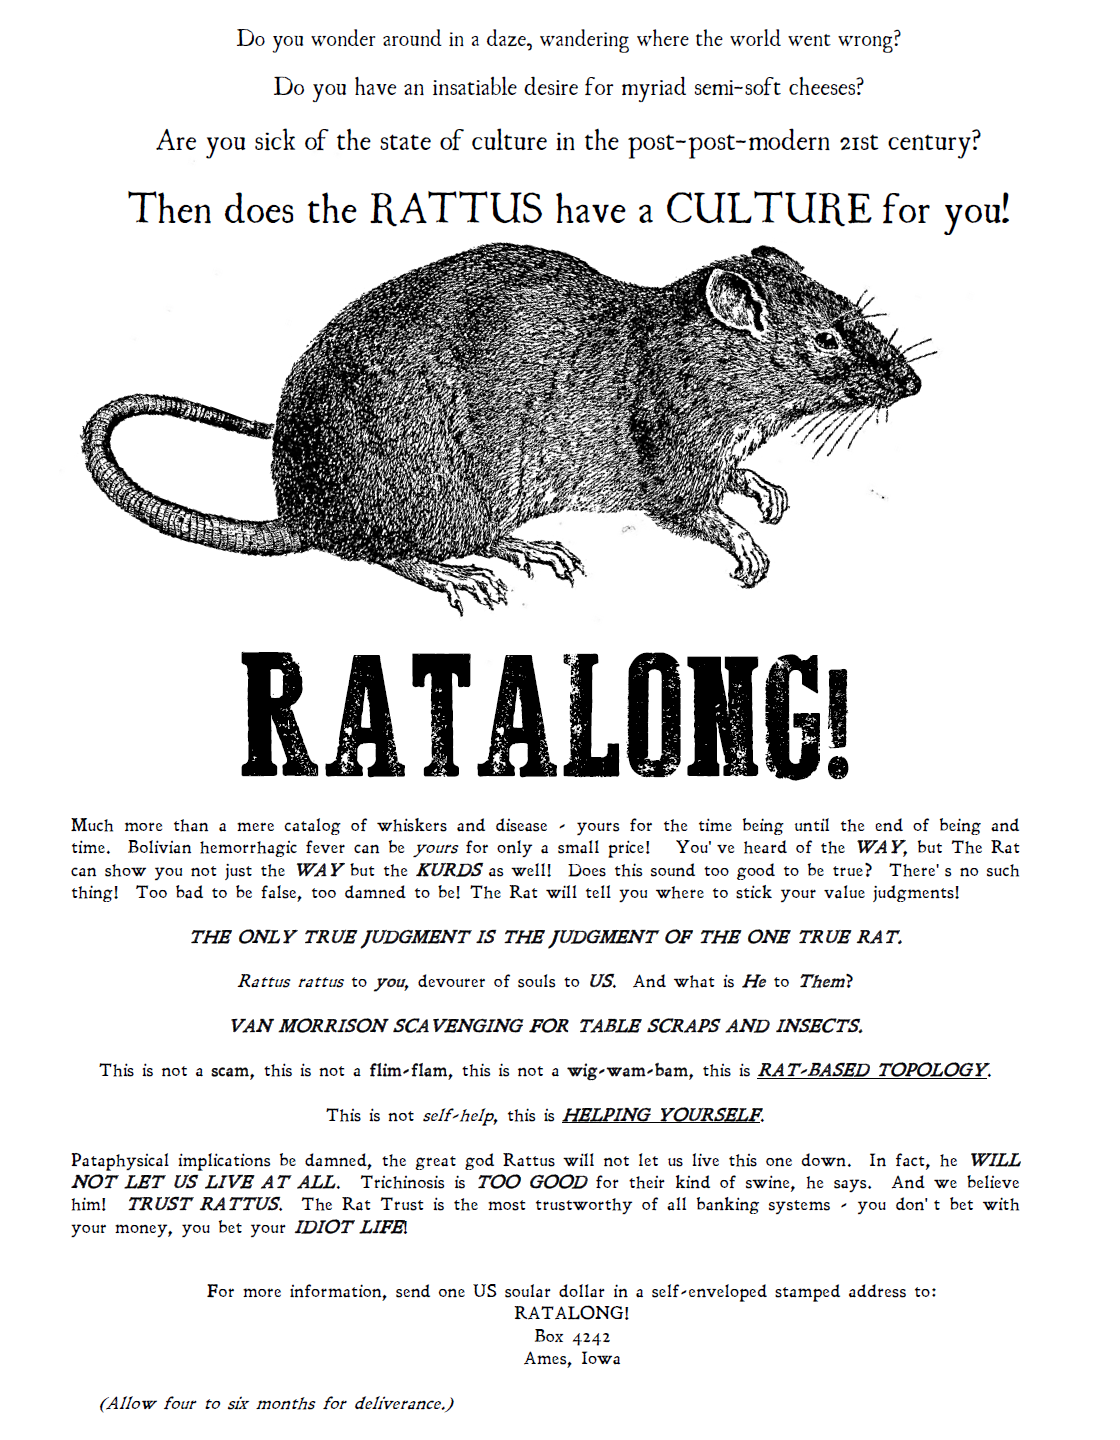 Do you wonder around in a daze, wandering where the world went wrong?
Do you have an insatiable desire for myriad semi-soft cheeses?
Are you sick of the state of culture in the post-post-modern 21st century?
Then does the RATTUS have a CULTURE for you!
RATALONG!
Much more than a mere catalog of whiskers and disease - yours for the time being until the end of being and
time. Bolivian hemorrhagic fever can be yours for only a small price! You've heard of the WAY, but The Rat
can show you not just the WAY but the KURDS as well! Does this sound too good to be true? There's no such
thing! Too bad to be false, too damned to be! The Rat will tell you where to stick your value judgments!
THE ONLY TRUE JUDGMENT IS THE JUDGMENT OF THE ONE TRUE RAT.
Rattus rattus to you, devourer of souls to US. And what is He to Them?
VAN MORRISON SCAVENGING FOR TABLE SCRAPS AND INSECTS.
This is not a scam, this is not a flim-flam, this is not a wig-wam-bam, this is RAT-BASED TOPOLOGY.
This is not self-help, this is HELPING YOURSELF.
Pataphysical implications be damned, the great god Rattus will not let us live this one down. In fact, he WILL
NOT LET US LIVE AT ALL. Trichinosis is TOO GOOD for their kind of swine, he says. And we believe
him! TRUST RATTUS. The Rat Trust is the most trustworthy of all banking systems - you don't bet with
your money, you bet your IDIOT LIFE!
For more information, send one US soular dollar in a self-enveloped stamped address to:
RATALONG!
Box 4242
Ames, Iowa
(Allow four to six months for deliverance.)